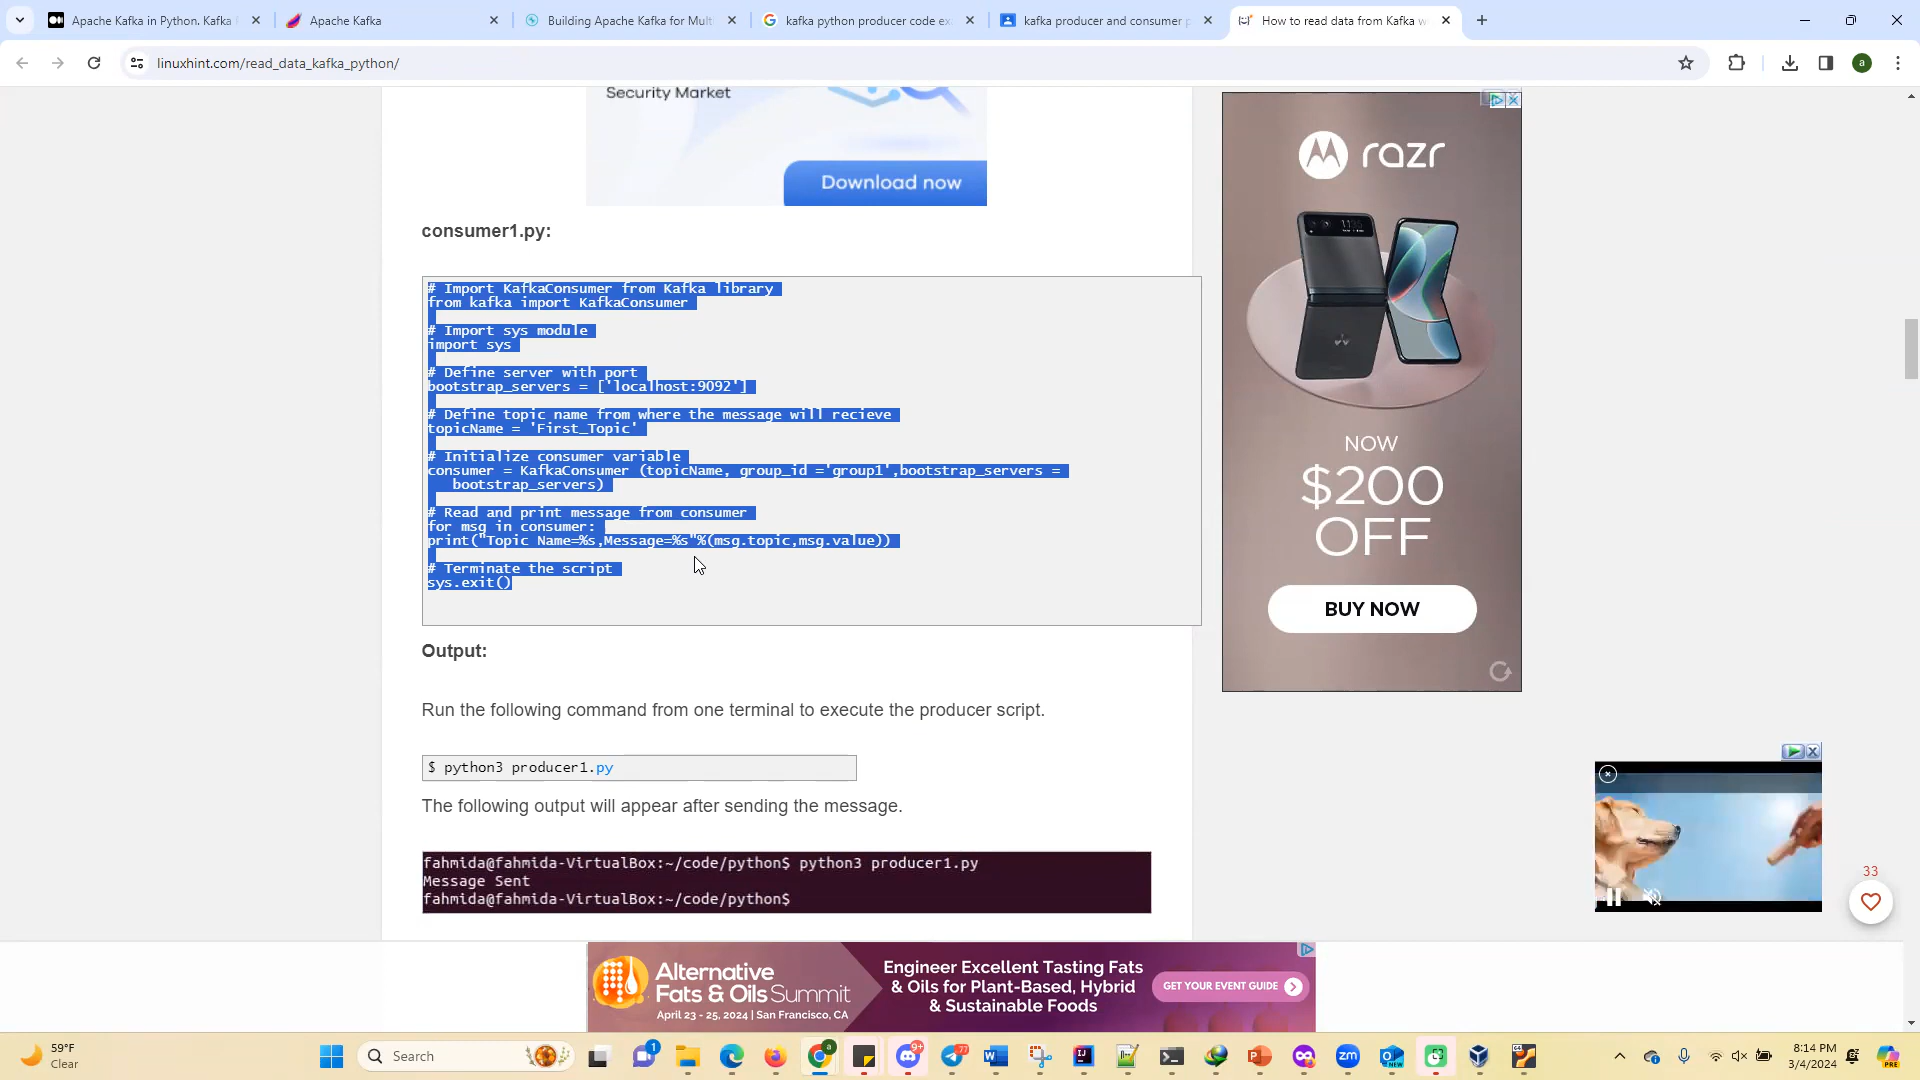 Apache Kafka in Python. Kafka
Apache Kafka
Building Apache Kafka for Mult
kafka python producer code ex
kafka producer and consumer p
How to read data from Kafka w
linuxhint.com/read_data_kafka_python/
a
Security Market
Download now
consumer1.py:
# Import KafkaConsumer from Kafka library
from kafka import KafkaConsumer
# Import sys module
import sys
# Define server with port
bootstrap_servers = ['localhost:9092']
# Define topic name from where the message will recieve
topicName = 'First_Topic'
# Initialize consumer variable
consumer = KafkaConsumer (topicName, group_id ='group1',bootstrap_servers =
bootstrap_servers)
# Read and print message from consumer
for msg in consumer:
print("Topic Name=%s,Message=%s"%(msg.topic,msg.value))
# Terminate the script
sys.exit()
Output:
Run the following command from one terminal to execute the producer script.
$ python3 producer1.py
The following output will appear after sending the message.
fahmida@fahmida-VirtualBox:~/code/python$ python3 producer1.py
Message Sent
fahmida@fahmida-VirtualBox:~/code/python$
razr
NOW
$200
OFF
BUY NOW
33
Alternative
Fats & Oils Summit
April 23 - 25, 2024 | San Francisco, CA
Engineer Excellent Tasting Fats
& Oils for Plant-Based, Hybrid
& Sustainable Foods
GET YOUR EVENT GUIDE
59°F
Clear
Search
1
a
9+
77
zm
NEW
8:14 PM
3/4/2024
PRE